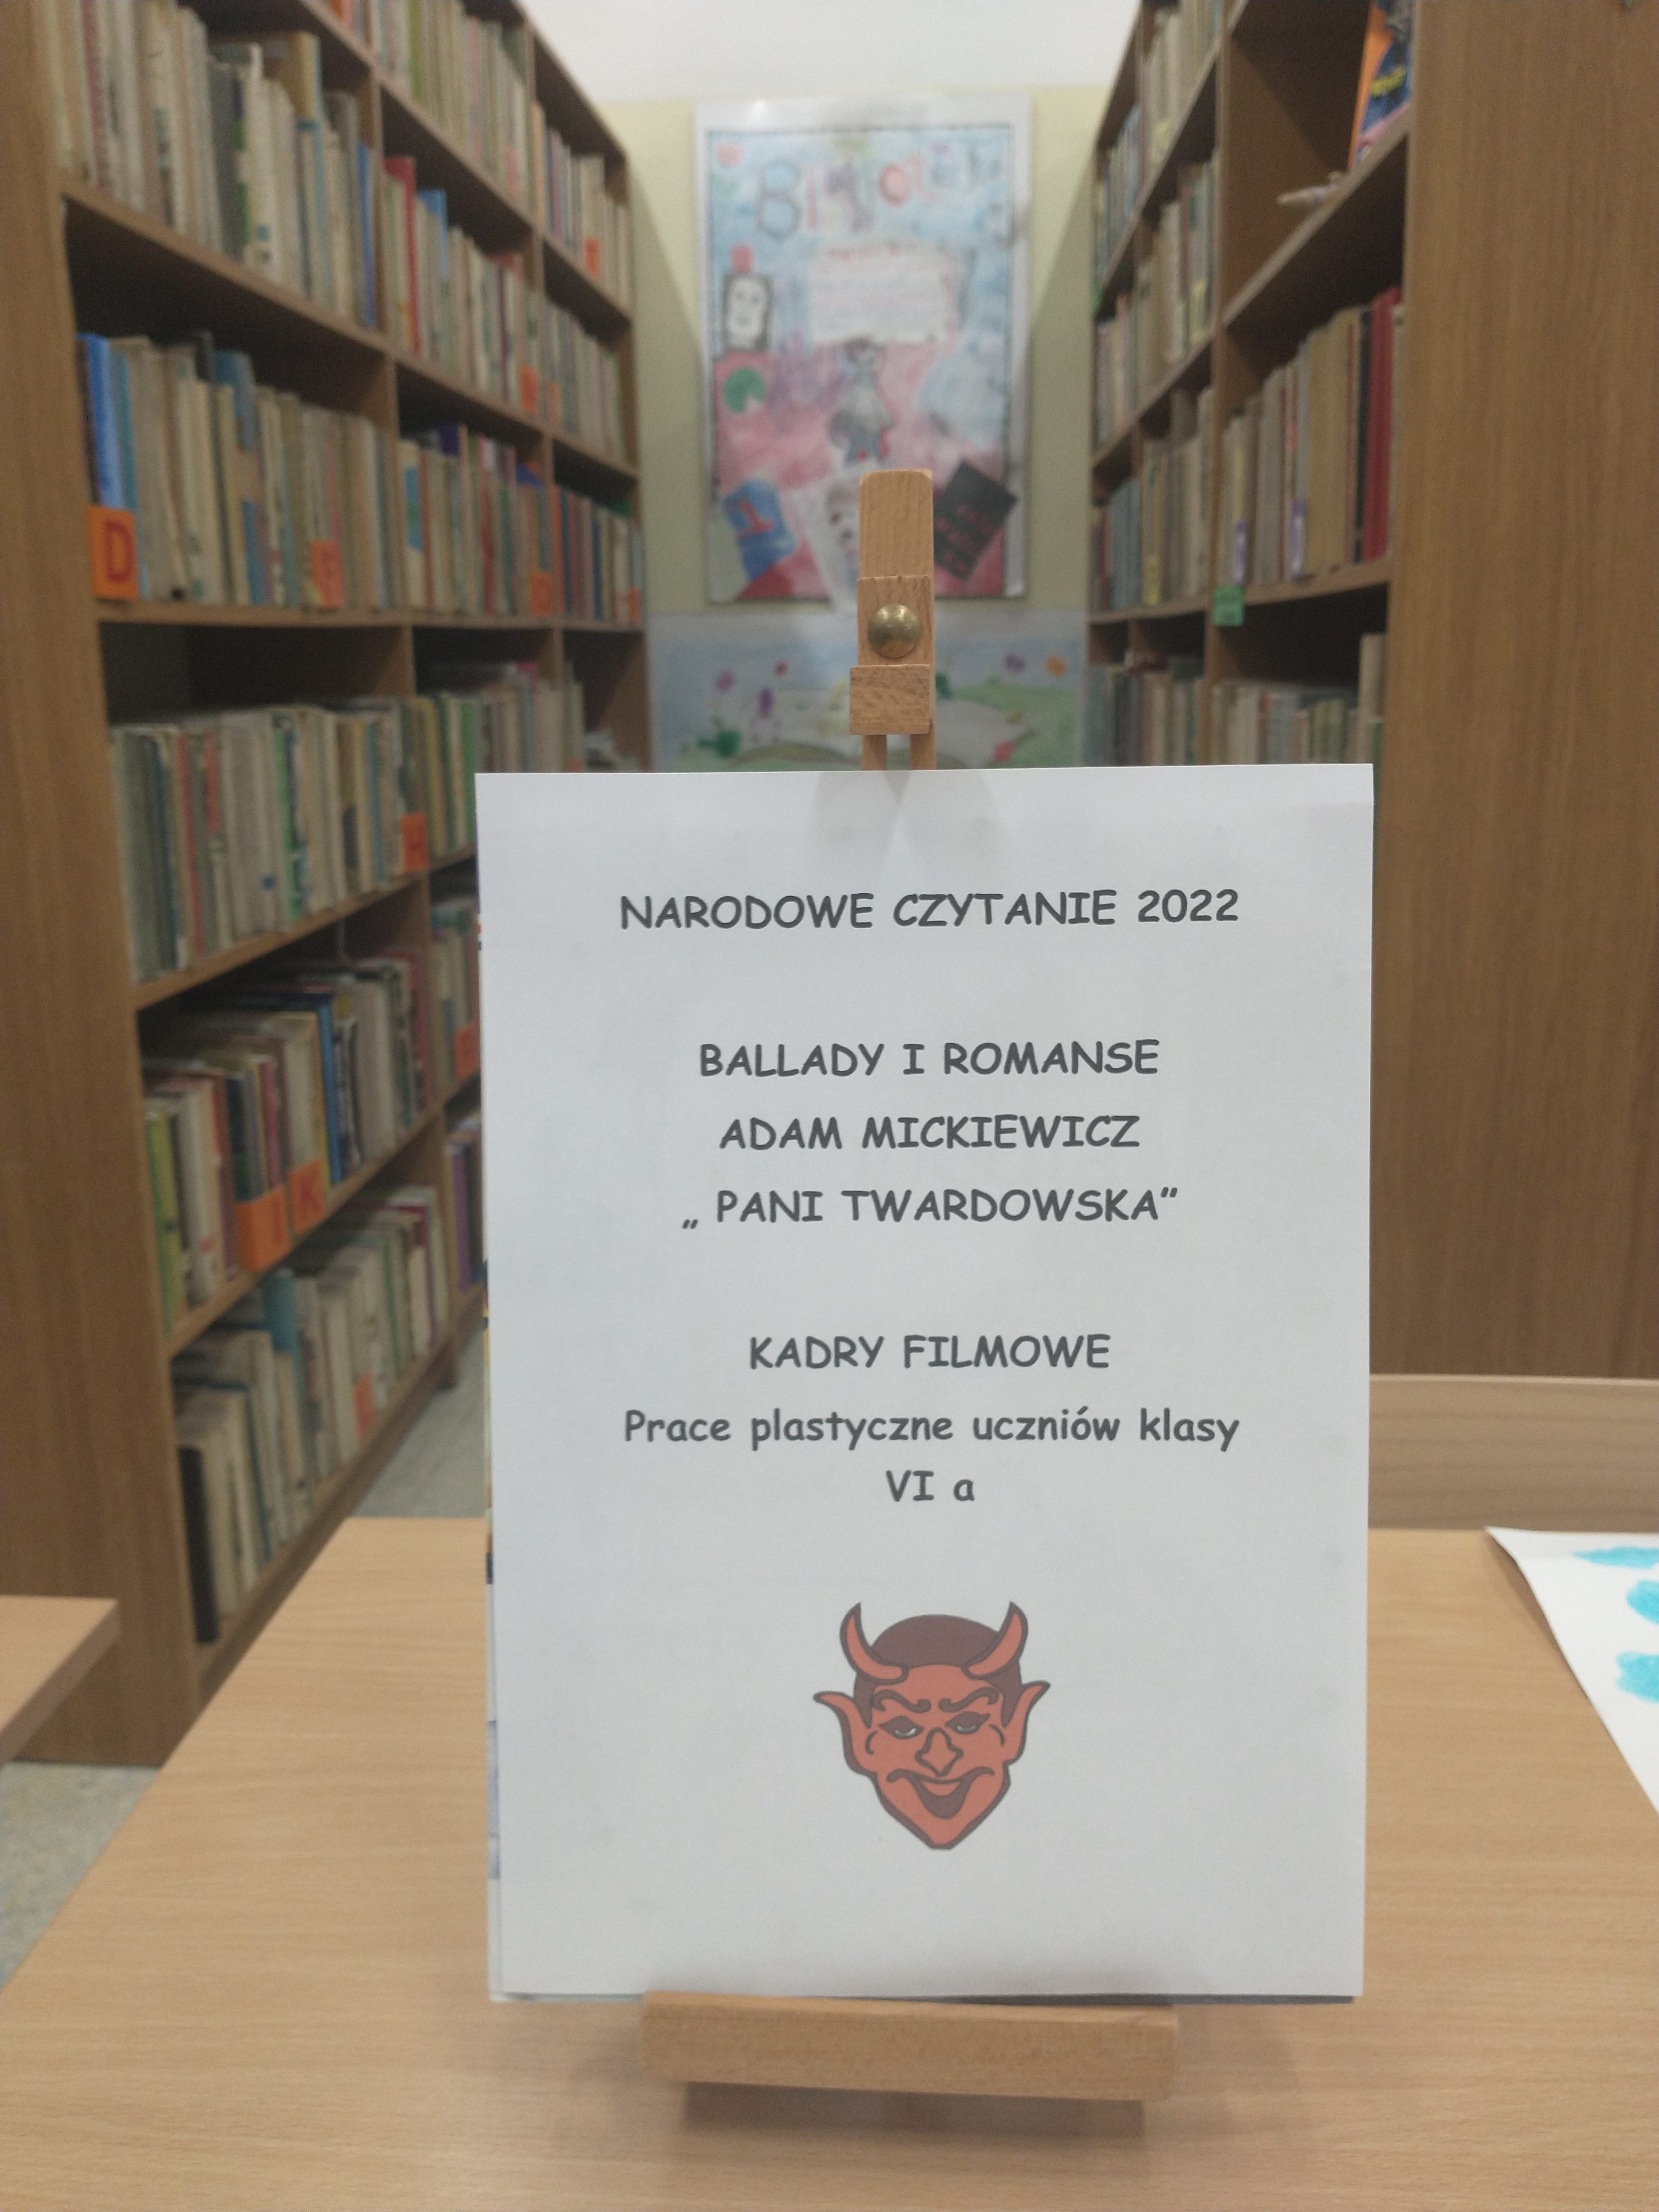 NARODOWE CZYTANIE 2022
BALLADY I ROMANSE
ADAM MICKIEWICZ
„ PANI TWARDOWSKA”
KADRY FILMOWE
Prace plastyczne uczniów klasy
VI a
D
K